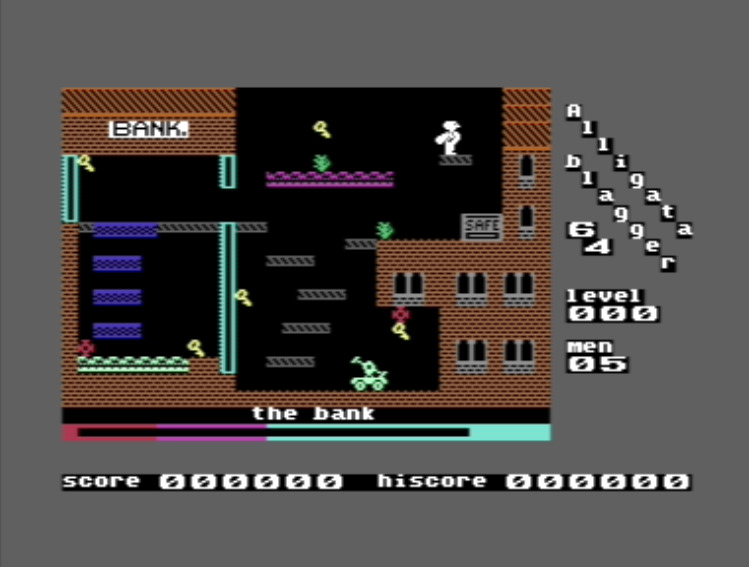 BANK.
SAFE
Alligata
blagger
64
level
000
men
05
the bank
score 000000 hiscore 000000